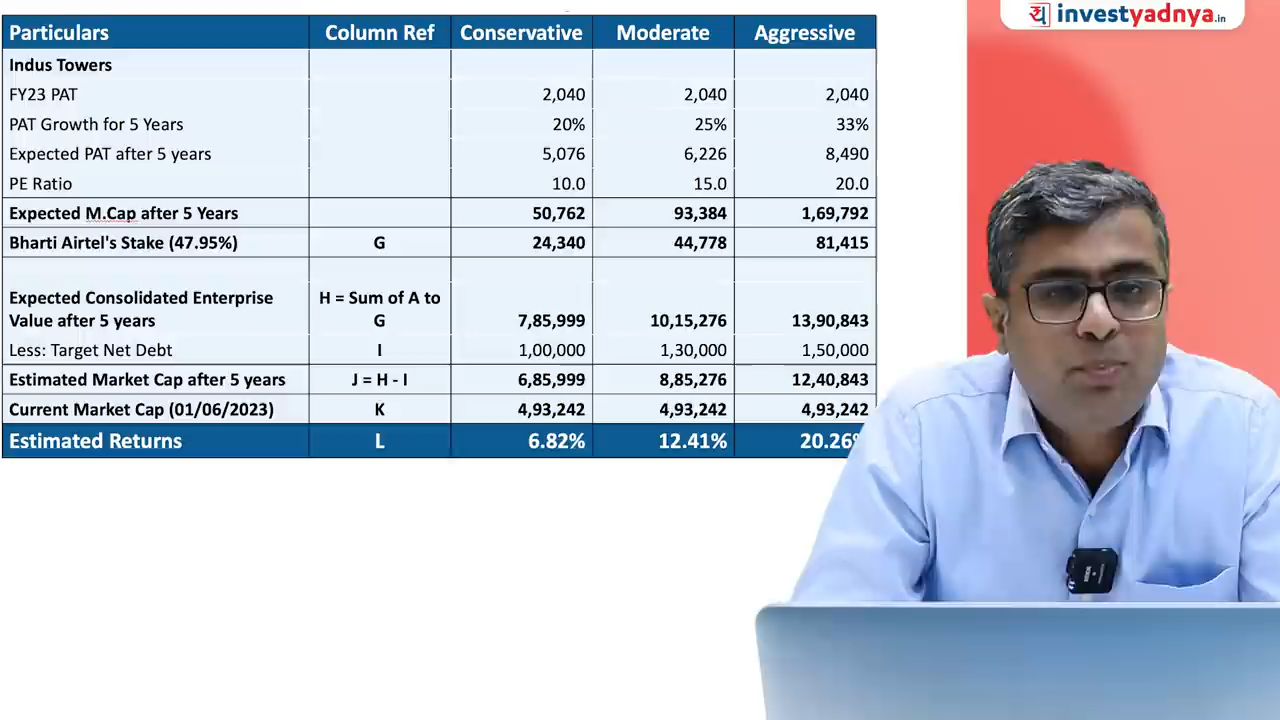 यज्ञ investyadnya.in
Particulars Column Ref Conservative Moderate Aggressive
Indus Towers
FY23 PAT 2,040 2,040 2,040
PAT Growth for 5 Years 20% 25% 33%
Expected PAT after 5 years 5,076 6,226 8,490
PE Ratio 10.0 15.0 20.0
Expected M.Cap after 5 Years 50,762 93,384 1,69,792
Bharti Airtel's Stake (47.95%) G 24,340 44,778 81,415
Expected Consolidated Enterprise H = Sum of A to
Value after 5 years G 7,85,999 10,15,276 13,90,843
Less: Target Net Debt I 1,00,000 1,30,000 1,50,000
Estimated Market Cap after 5 years J = H - I 6,85,999 8,85,276 12,40,843
Current Market Cap (01/06/2023) K 4,93,242 4,93,242 4,93,242
Estimated Returns L 6.82% 12.41% 20.26%